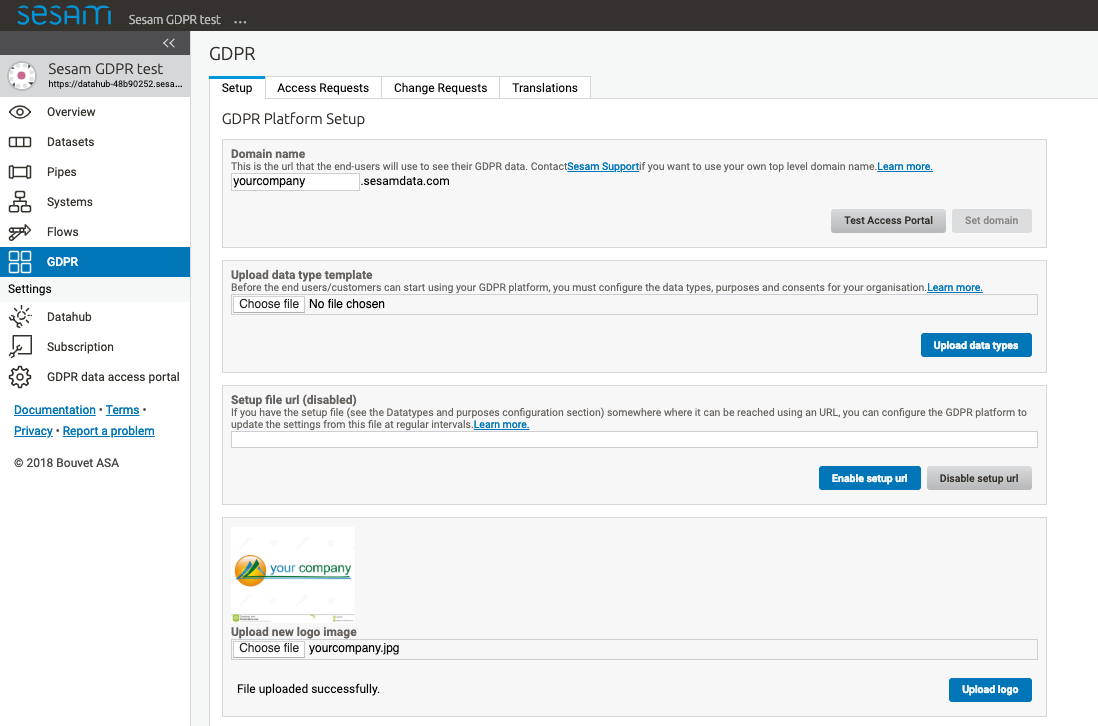 sesam Sesam GDPR test ...
«
Sesam GDPR test
https://datahub-48b90252.sesa...
Overview
Datasets
Pipes
Systems
Flows
GDPR
Settings
Datahub
Subscription
GDPR data access portal
Documentation • Terms •
Privacy • Report a problem
© 2018 Bouvet ASA
GDPR
Setup Access Requests Change Requests Translations
GDPR Platform Setup
Domain name
This is the url that the end-users will use to see their GDPR data. ContactSesam Supportif you want to use your own top level domain name.Learn more.
yourcompany .sesamdata.com
Test Access Portal Set domain
Upload data type template
Before the end users/customers can start using your GDPR platform, you must configure the data types, purposes and consents for your organisation.Learn more.
Choose file No file chosen
Upload data types
Setup file url (disabled)
If you have the setup file (see the Datatypes and purposes configuration section) somewhere where it can be reached using an URL, you can configure the GDPR platform to
update the settings from this file at regular intervals.Learn more.
Enable setup url Disable setup url
your company
Upload new logo image
Choose file yourcompany.jpg
File uploaded successfully.
Upload logo